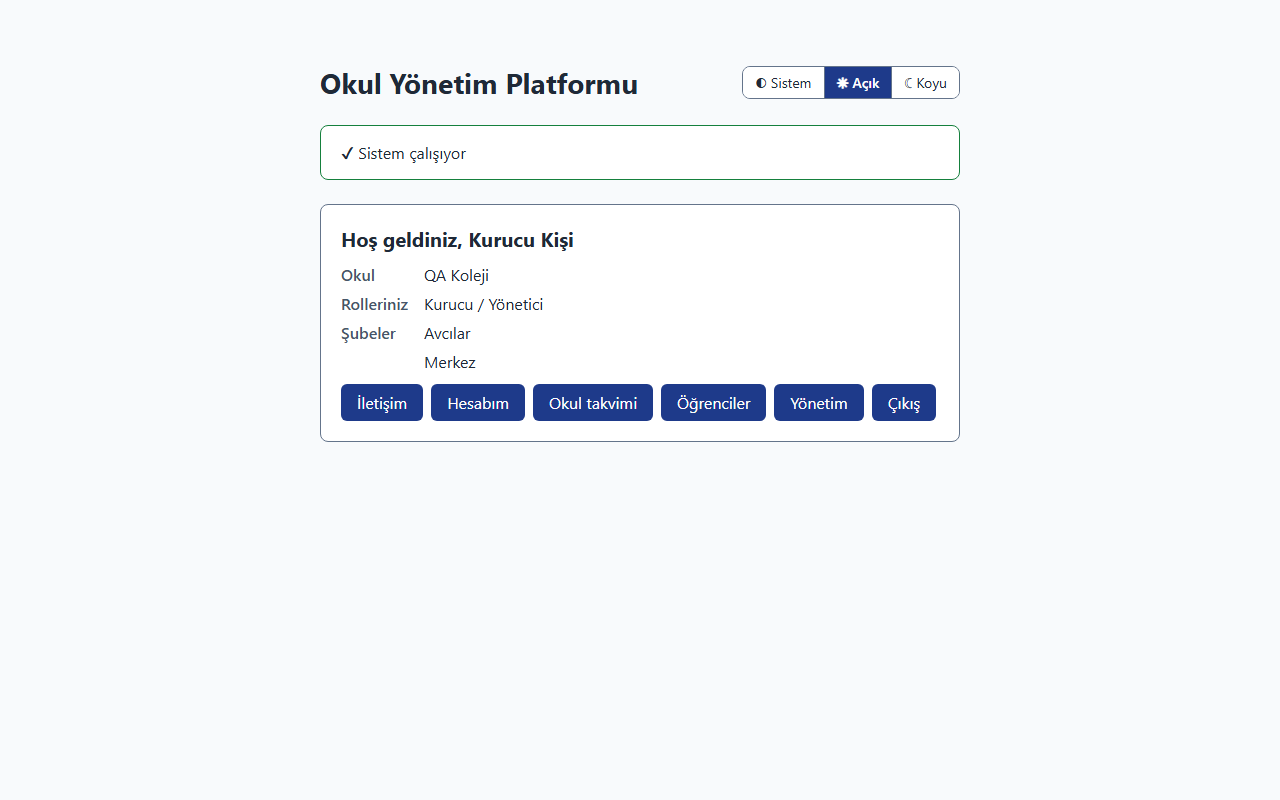 Okul Yönetim Platformu
◐ Sistem ☀ Açık ☾ Koyu
✓ Sistem çalışıyor
Hoş geldiniz, Kurucu Kişi
Okul QA Koleji
Rolleriniz Kurucu / Yönetici
Şubeler Avcılar
Merkez
İletişim Hesabım Okul takvimi Öğrenciler Yönetim Çıkış